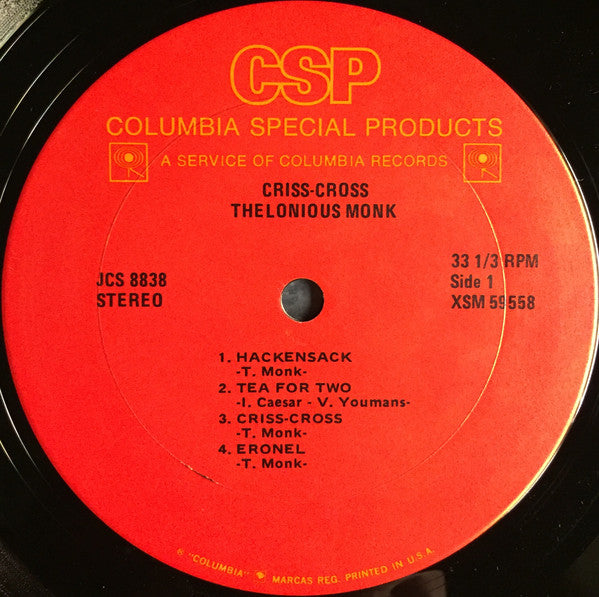 CSP
COLUMBIA SPECIAL PRODUCTS
A SERVICE OF COLUMBIA RECORDS
CRISS-CROSS
THELONIOUS MONK
JCS 8838
STEREO
33 1/3 RPM
Side 1
XSM 59558
1. HACKENSACK
-T. Monk-
2. TEA FOR TWO
-I. Caesar - V. Youmans-
3. CRISS-CROSS
-T. Monk-
4. ERONEL
-T. Monk-
® "COLUMBIA" MARCAS REG. PRINTED IN U.S.A.